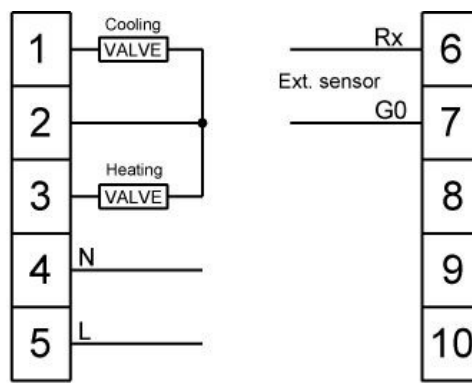 Cooling
1 VALVE Rx 6
Ext. sensor
2 G0 7
Heating
3 VALVE 8
4 N 9
5 L 10